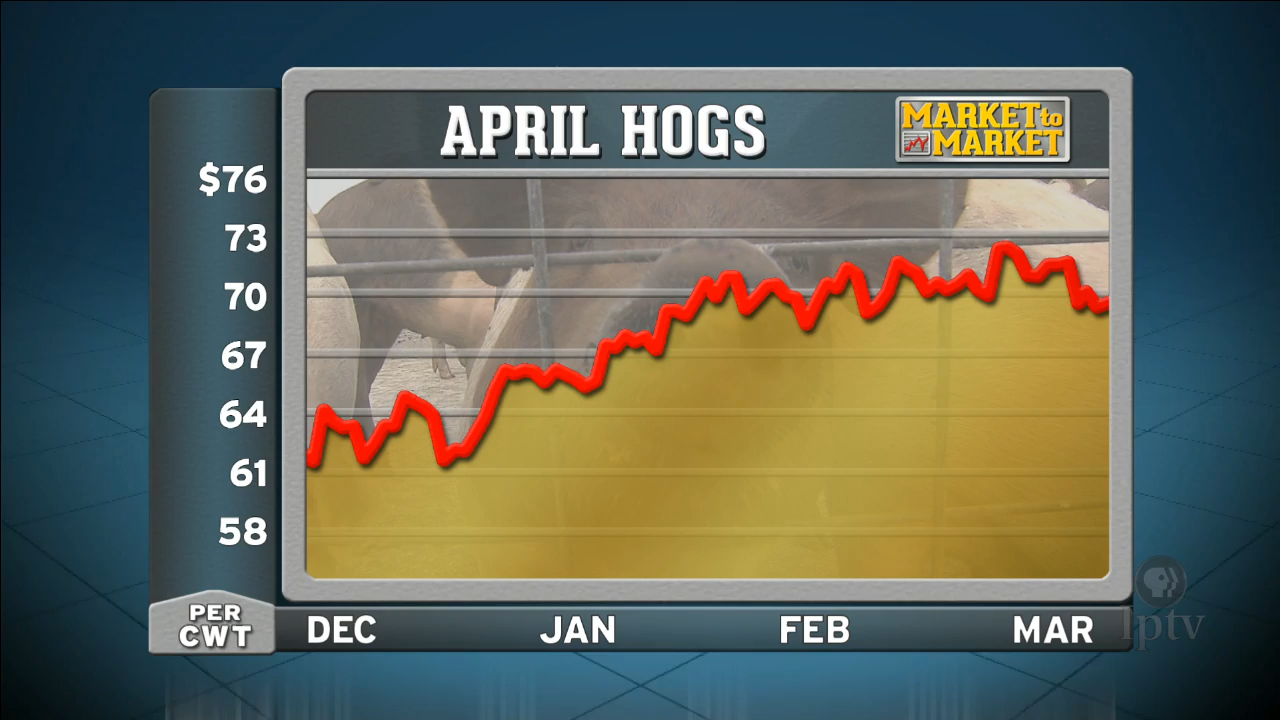 APRIL HOGS
MARKET to
MARKET
$76
73
70
67
64
61
58
PER
CWT
DEC JAN FEB MAR
Iptv